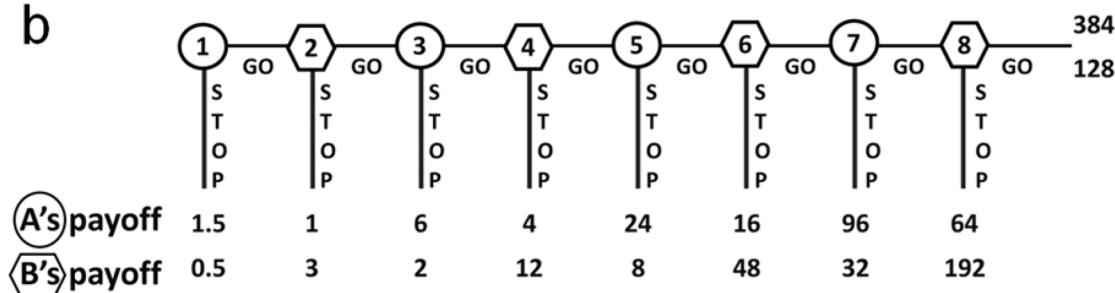 b
1 2 3 4 5 6 7 8 384
GO GO GO GO GO GO GO GO 128
STOP STOP STOP STOP STOP STOP STOP STOP
A's payoff 1.5 1 6 4 24 16 96 64
B's payoff 0.5 3 2 12 8 48 32 192